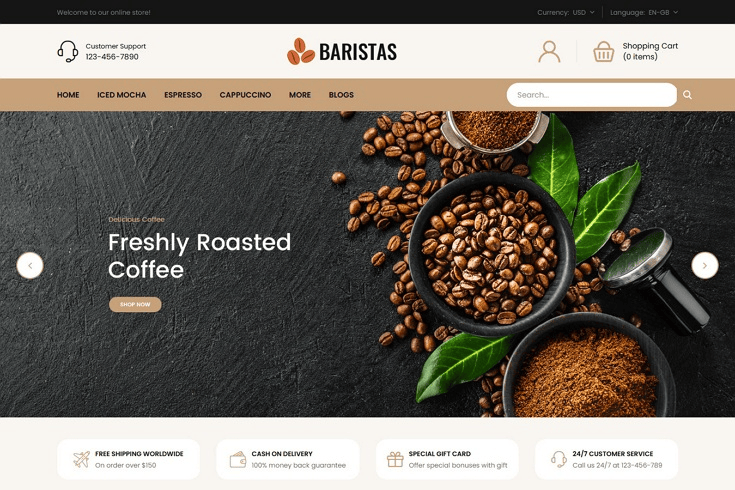 Welcome to our online store!
Currency: USD
Language: EN-GB
Customer Support
123-456-7890
BARISTAS
Shopping Cart
(0 items)
HOME
ICED MOCHA
ESPRESSO
CAPPUCCINO
MORE
BLOGS
Search...
Delicious Coffee
Freshly Roasted
Coffee
SHOP NOW
FREE SHIPPING WORLDWIDE
On order over $150
CASH ON DELIVERY
100% money back guarantee
SPECIAL GIFT CARD
Offer special bonuses with gift
24/7 CUSTOMER SERVICE
Call us 24/7 at 123-456-789